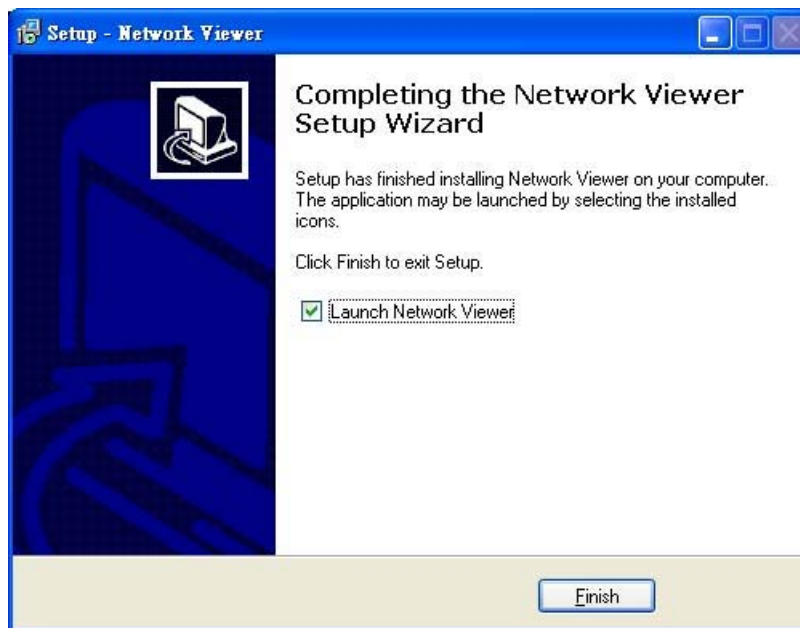 Setup - Network Viewer
Completing the Network Viewer
Setup Wizard
Setup has finished installing Network Viewer on your computer.
The application may be launched by selecting the installed
icons.
Click Finish to exit Setup.
Launch Network Viewer
Finish